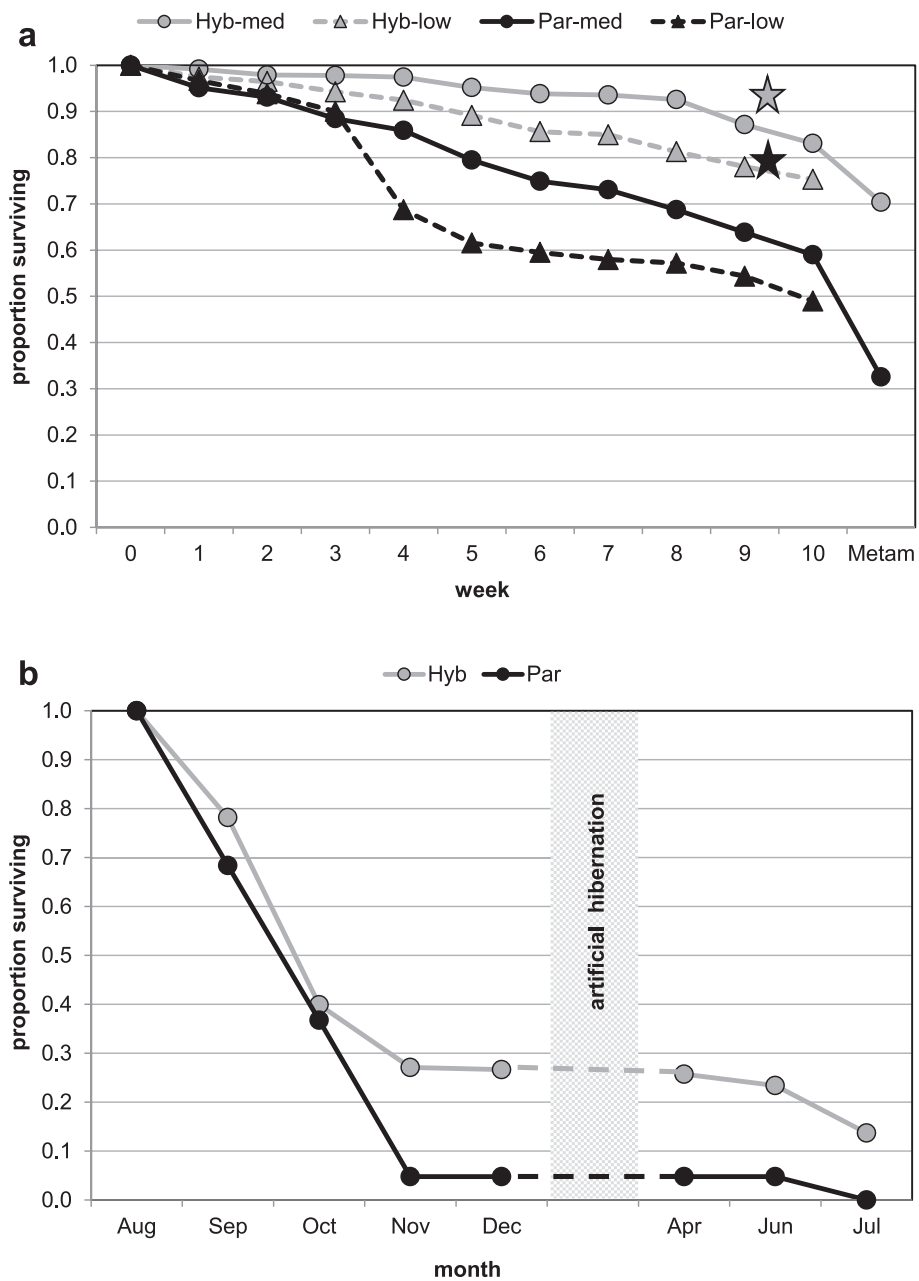 Hyb-med Hyb-low Par-med Par-low
a
1.0
0.9
0.8
0.7
0.6
0.5
0.4
0.3
0.2
0.1
0.0
proportion surviving
0 1 2 3 4 5 6 7 8 9 10 Metam
week
b
Hyb Par
1.0
0.9
0.8
0.7
0.6
0.5
0.4
0.3
0.2
0.1
0.0
proportion surviving
artificial hibernation
Aug Sep Oct Nov Dec Apr Jun Jul
month